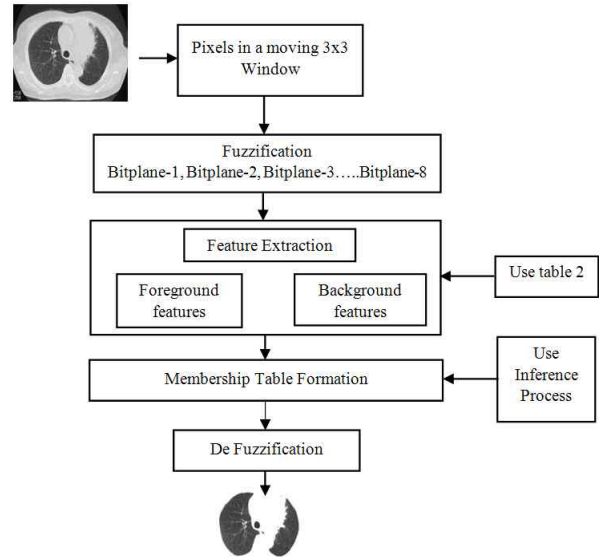 Pixels in a moving 3x3
Window
Fuzzification
Bitplane-1, Bitplane-2, Bitplane-3…..Bitplane-8
Feature Extraction
Foreground
features
Background
features
Use table 2
Membership Table Formation
Use
Inference
Process
De Fuzzification